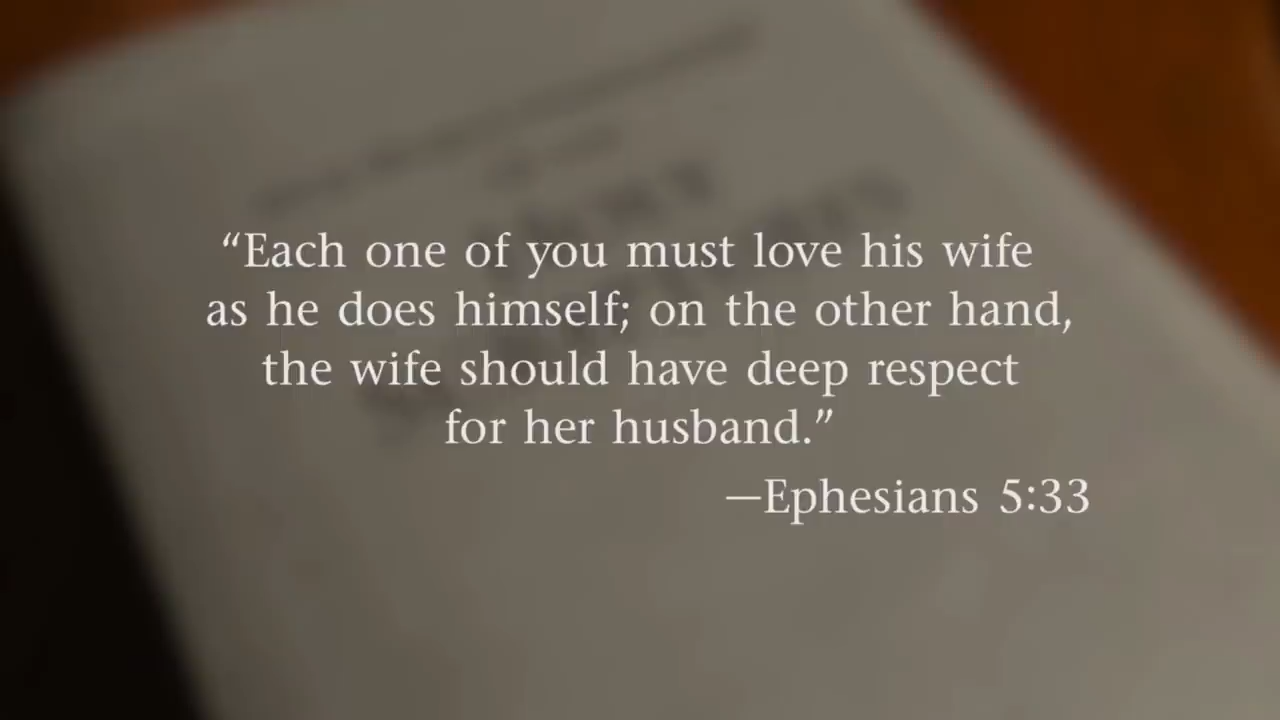 “Each one of you must love his wife
as he does himself; on the other hand,
the wife should have deep respect
for her husband.”
—Ephesians 5:33